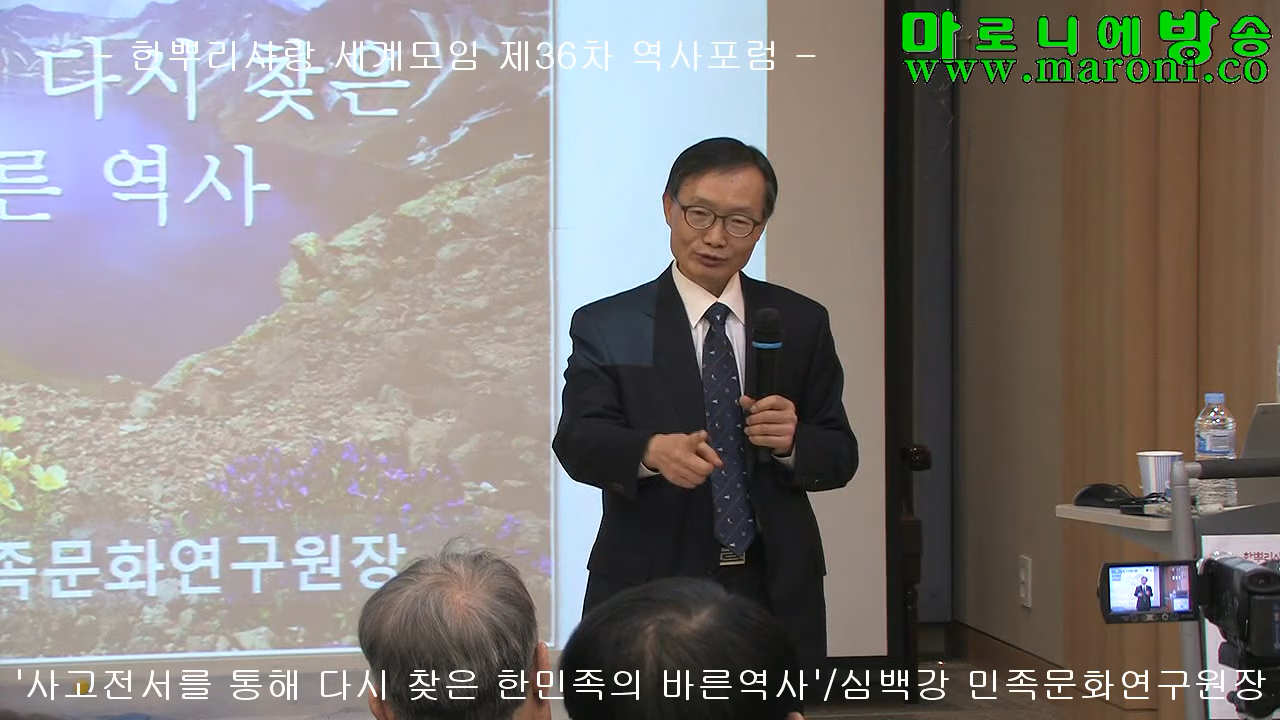 - 한뿌리사랑 세계모임 제36차 역사포럼 -
마로니에방송
www.maroni.co
다시 찾은
른 역사
족문화연구원장
'사고전서를 통해 다시 찾은 한민족의 바른역사'/심백강 민족문화연구원장